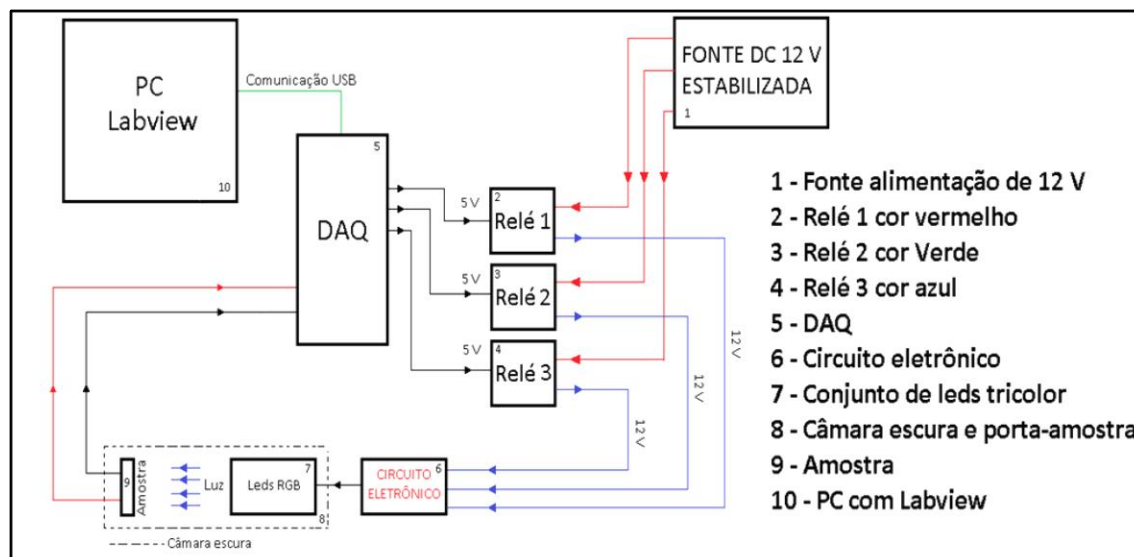 PC
Labview
10
Comunicação USB
5
DAQ
FONTE DC 12 V
ESTABILIZADA
1
5 V
2
Relé 1
5 V
3
Relé 2
5 V
4
Relé 3
12 V
12 V
12 V
9
Amostra
Luz
7
Leds RGB
8
6
CIRCUITO
ELETRÔNICO
Câmara escura
1 - Fonte alimentação de 12 V
2 - Relé 1 cor vermelho
3 - Relé 2 cor Verde
4 - Relé 3 cor azul
5 - DAQ
6 - Circuito eletrônico
7 - Conjunto de leds tricolor
8 - Câmara escura e porta-amostra
9 - Amostra
10 - PC com Labview